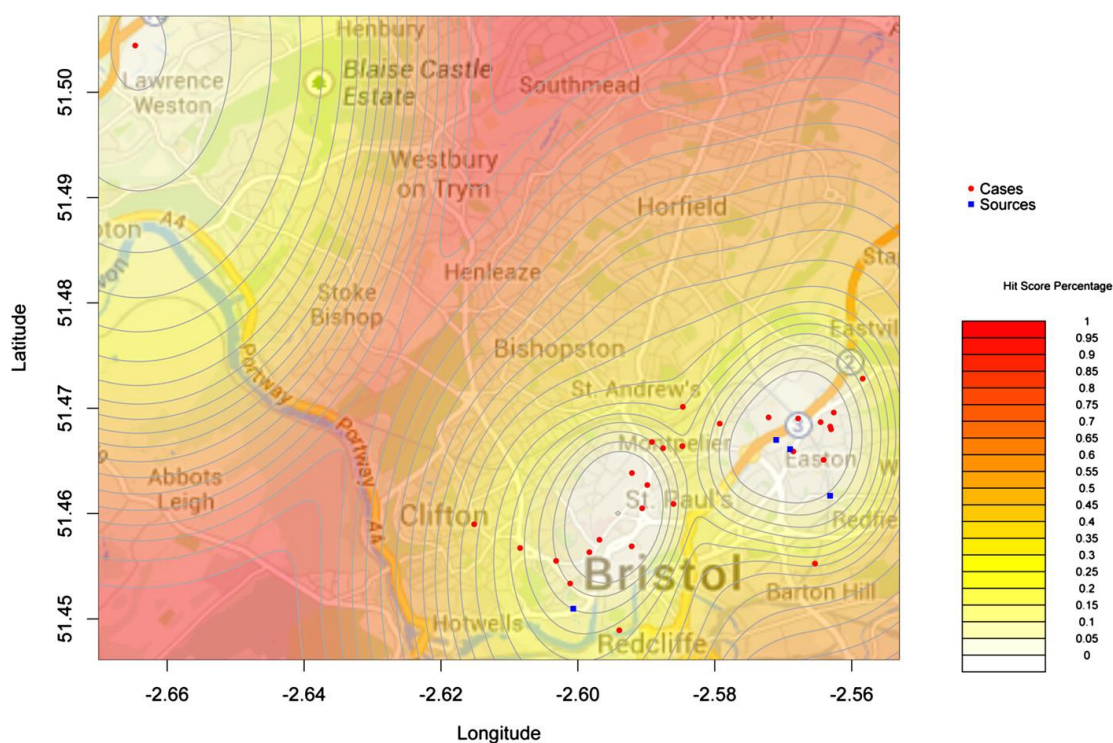 Henbury
Blaise Castle
Estate
Southmead
Lawrence
Weston
Westbury
on Trym
Horfield
A4
Henleaze
Stoke
Bishop
Eastvil
Bishopston
2
Portway
St. Andrew's
3
Montpelier
Easton
Portway
Abbots
Leigh
St. Paul's
Clifton
Redfie
A4
Bristol
Barton Hill
Hotwells
Redcliffe
51.50
51.49
51.48
51.47
51.46
51.45
Latitude
-2.66
-2.64
-2.62
-2.60
-2.58
-2.56
Longitude
Cases
Sources
Hit Score Percentage
1
0.95
0.9
0.85
0.8
0.75
0.7
0.65
0.6
0.55
0.5
0.45
0.4
0.35
0.3
0.25
0.2
0.15
0.1
0.05
0